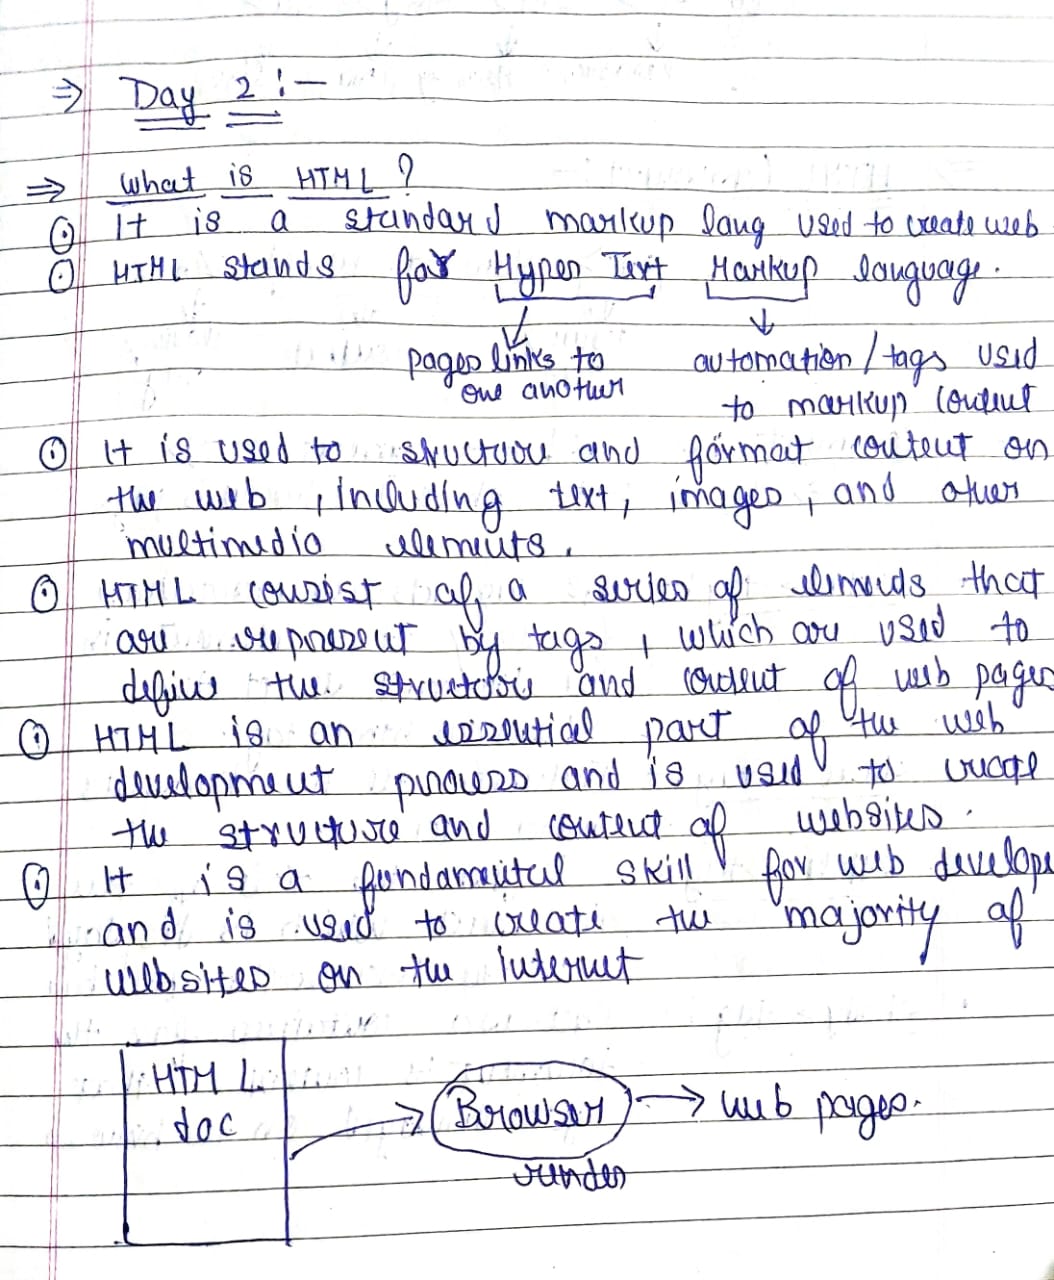 ⇒ Day 2 :-
⇒ What is HTML ?
⊙ It is a standard markup lang used to create web
⊙ HTML stands for Hyper Text Markup language.
pages links to
one another
automation / tags used
to markup content
⊙ It is used to structure and format content on
the web , including text, images, and other
multimedia elements.
⊙ HTML consist of a series of elements that
are represent by tags , which are used to
define the structure and content of web pages
⊙ HTML is an essential part of the web
development process and is used to create
the structure and content of websites.
⊙ It is a fundamental skill for web develope
and is used to create the majority of
websites on the internet
HTML
doc
→ Browser → web pages.
render